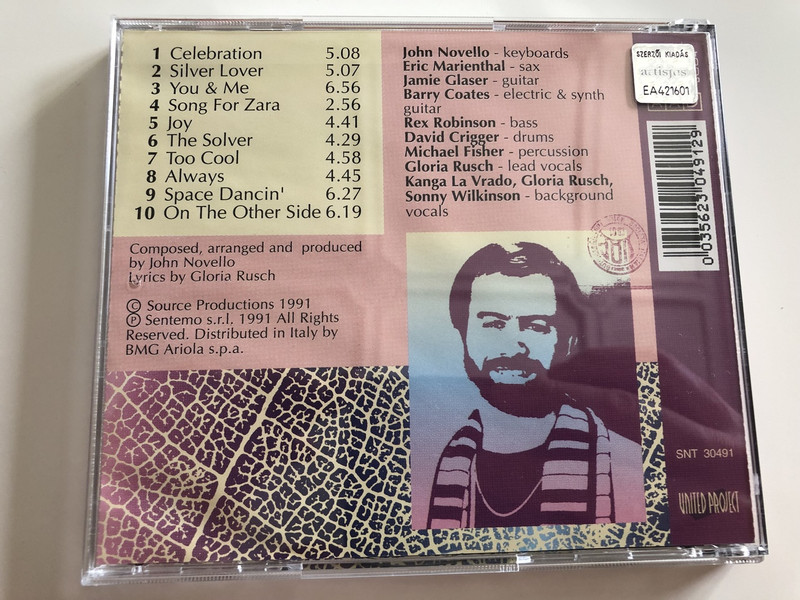 1 Celebration 5.08
2 Silver Lover 5.07
3 You & Me 6.56
4 Song For Zara 2.56
5 Joy 4.41
6 The Solver 4.29
7 Too Cool 4.58
8 Always 4.45
9 Space Dancin' 6.27
10 On The Other Side 6.19
Composed, arranged and produced
by John Novello
Lyrics by Gloria Rusch
© Source Productions 1991
℗ Sentemo s.r.l. 1991 All Rights
Reserved. Distributed in Italy by
BMG Ariola s.p.a.
John Novello - keyboards
Eric Marienthal - sax
Jamie Glaser - guitar
Barry Coates - electric & synth
guitar
Rex Robinson - bass
David Crigger - drums
Michael Fisher - percussion
Gloria Rusch - lead vocals
Kanga La Vrado, Gloria Rusch,
Sonny Wilkinson - background
vocals
SZERZŐI KIADÁS
artisjus
EA421601
0 035623 049129
SNT 30491
UNITED PROJECT